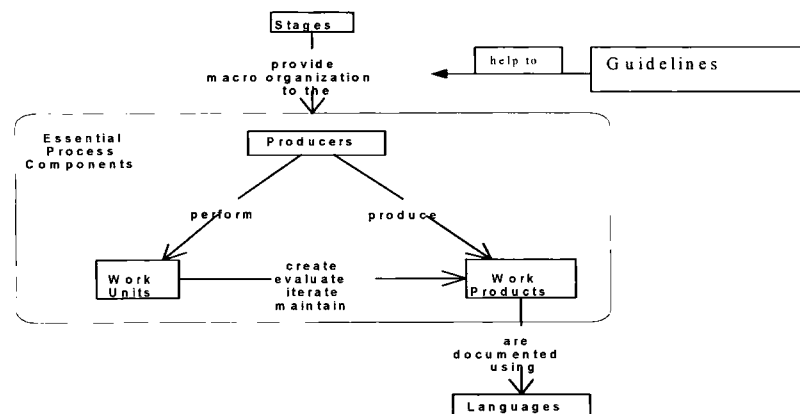 Stages
provide
macro organization
to the
help to
Guidelines
Essential
Process
Components
Producers
perform
produce
Work
Units
create
evaluate
iterate
maintain
Work
Products
are
documented
using
Languages